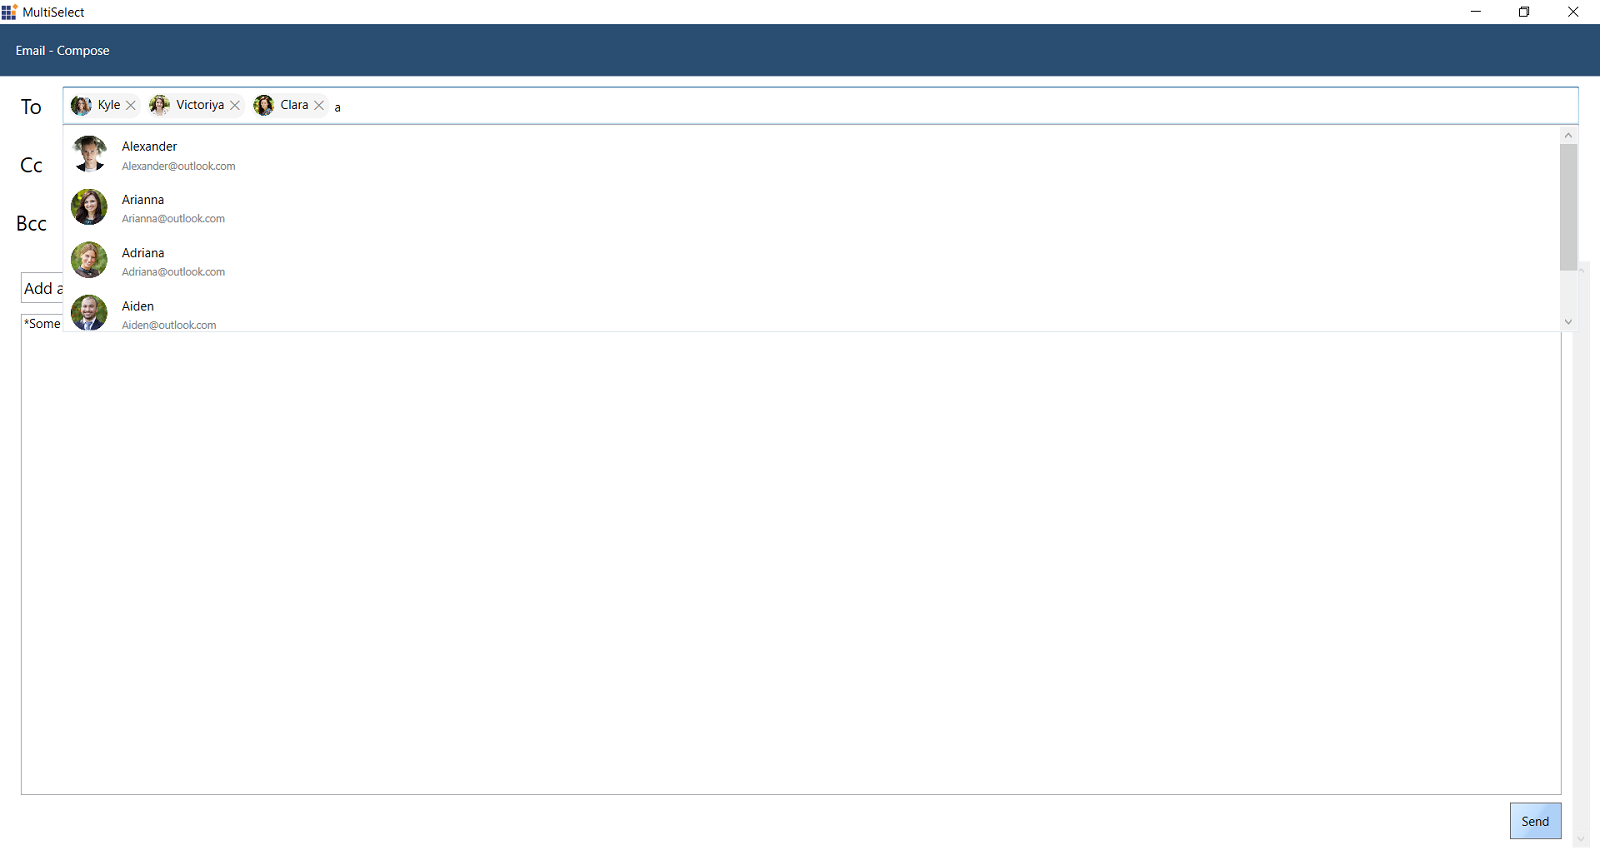 MultiSelect
Email - Compose
To Kyle Victoriya Clara a
Alexander
Alexander@outlook.com
Cc
Arianna
Arianna@outlook.com
Bcc
Adriana
Adriana@outlook.com
Add a
Aiden
Aiden@outlook.com
*Some
Send